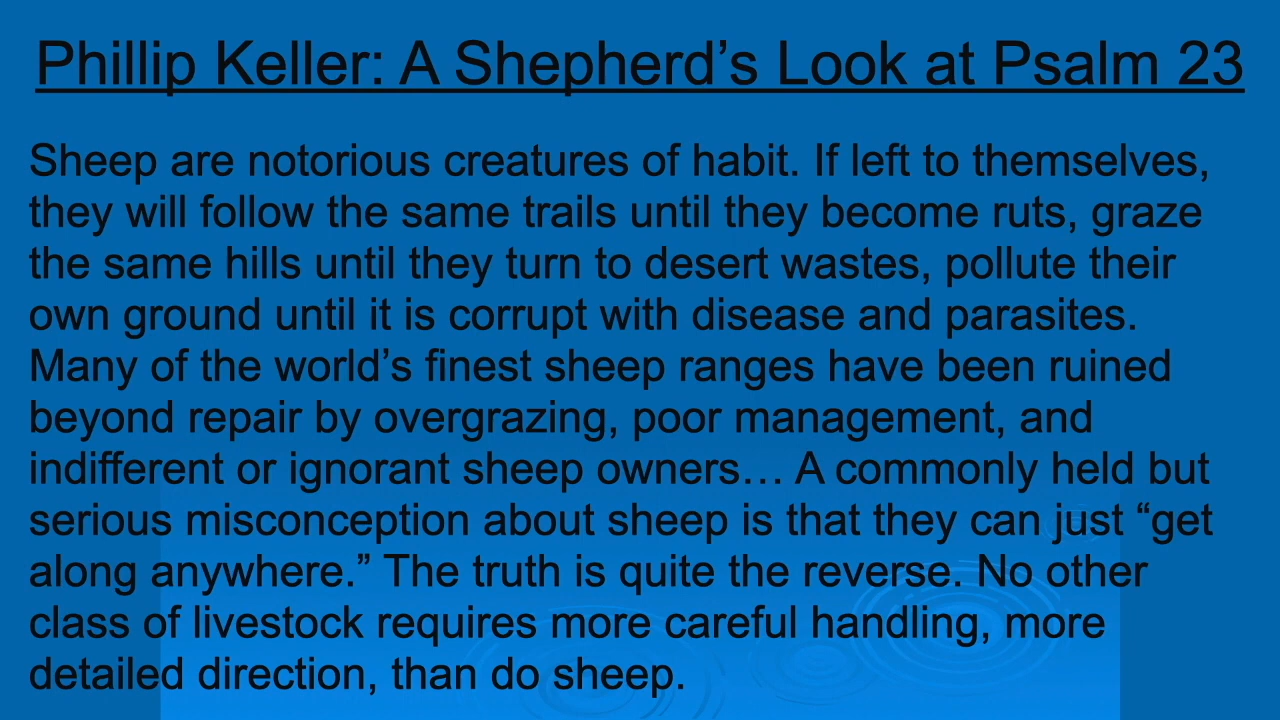 Phillip Keller: A Shepherd’s Look at Psalm 23
Sheep are notorious creatures of habit. If left to themselves,
they will follow the same trails until they become ruts, graze
the same hills until they turn to desert wastes, pollute their
own ground until it is corrupt with disease and parasites.
Many of the world’s finest sheep ranges have been ruined
beyond repair by overgrazing, poor management, and
indifferent or ignorant sheep owners… A commonly held but
serious misconception about sheep is that they can just “get
along anywhere.” The truth is quite the reverse. No other
class of livestock requires more careful handling, more
detailed direction, than do sheep.